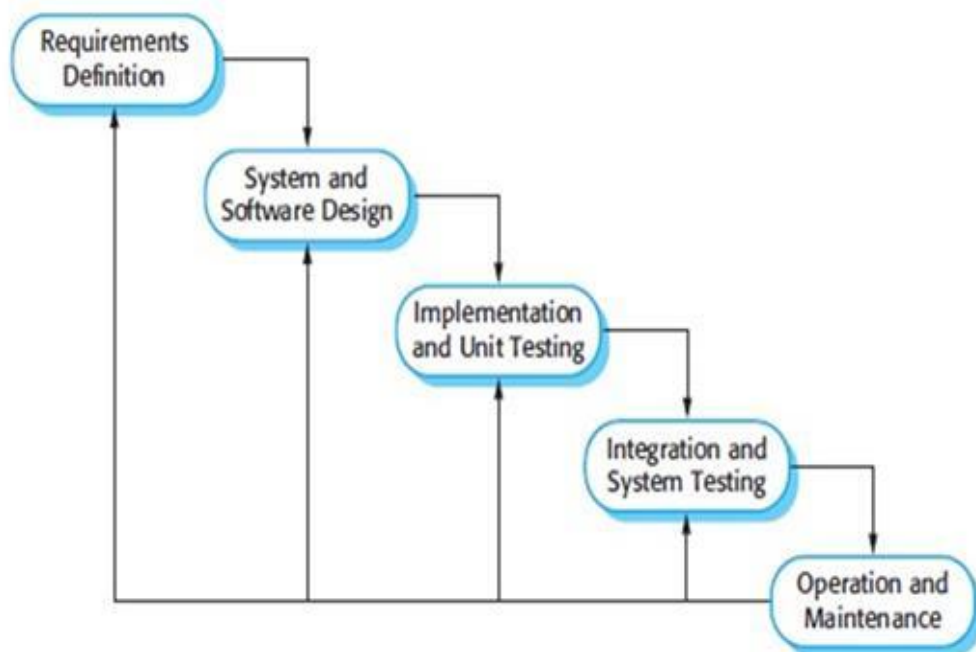 Requirements
Definition
System and
Software Design
Implementation
and Unit Testing
Integration and
System Testing
Operation and
Maintenance